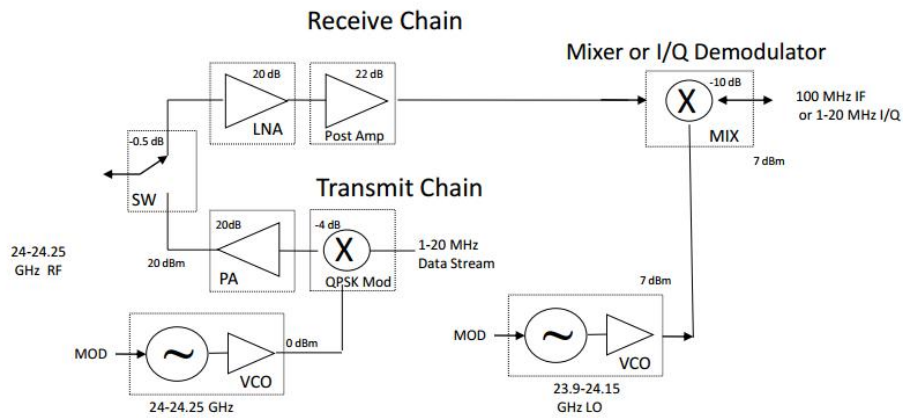 Receive Chain
Mixer or I/Q Demodulator
20 dB
22 dB
-10 dB
X
100 MHz IF
or 1-20 MHz I/Q
LNA
Post Amp
MIX
-0.5 dB
7 dBm
SW
Transmit Chain
20dB
-4 dB
X
1-20 MHz
Data Stream
24-24.25
GHz RF
20 dBm
PA
QPSK Mod
7 dBm
MOD
~
0 dBm
VCO
MOD
~
VCO
24-24.25 GHz
23.9-24.15
GHz LO